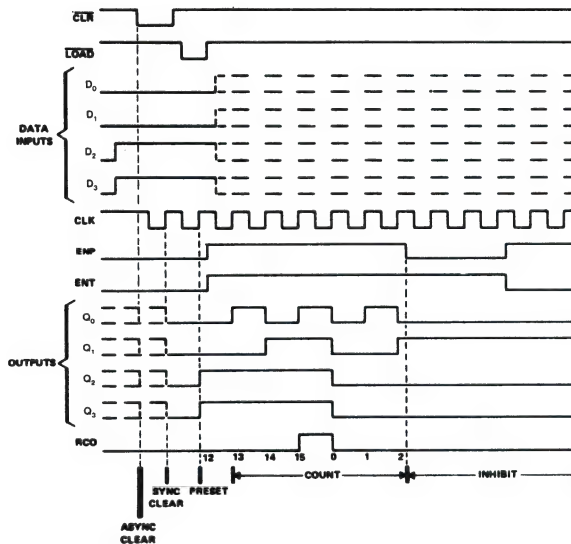 CLR
LOAD
D0
D1
DATA
INPUTS
D2
D3
CLK
ENP
ENT
Q0
Q1
OUTPUTS
Q2
Q3
RCO
12 13 14 15 0 1 2
SYNC PRESET COUNT INHIBIT
CLEAR
ASYNC
CLEAR